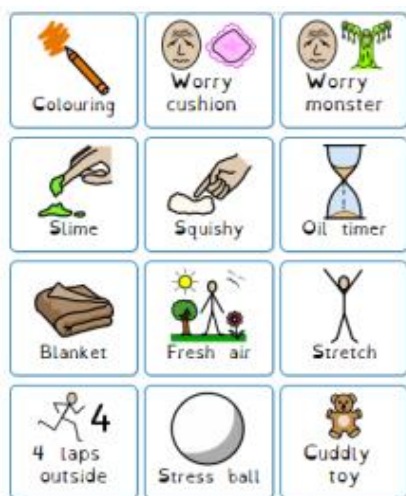 Colouring
Worry
cushion
Worry
monster
Slime
Squishy
Oil timer
Blanket
Fresh air
Stretch
4
4 laps
outside
Stress ball
Cuddly
toy